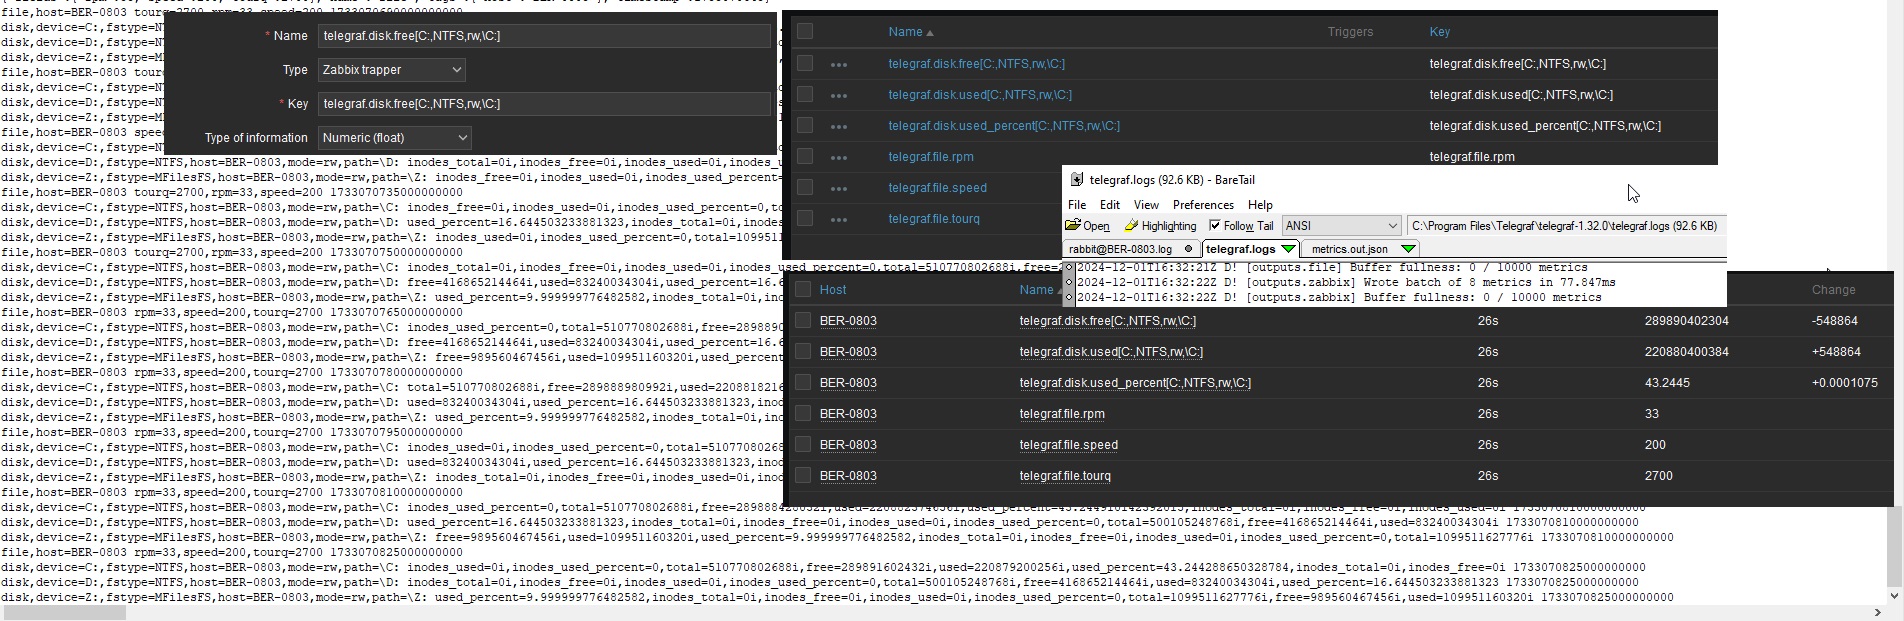 file,host=BER-0803
disk,device=C:,fstype=
disk,device=D:,fstype=
disk,device=Z:,fstype=
disk,device=C:,fstype=
disk,device=D:,fstype=
disk,device=Z:,fstype=
disk,device=C:,fstype=NTFS
disk,device=D:,fstype=NTFS,host=BER-0803,mode=rw,path=\D: inodes_total=0i,inodes_free=0i,inodes_used=0i,inodes_u
disk,device=Z:,fstype=MFilesFS,host=BER-0803,mode=rw,path=\Z: inodes_free=0i,inodes_used=0i,inodes_used_percent=
file,host=BER-0803 tourq=2700,rpm=33,speed=200 1733070735000000000
disk,device=C:,fstype=NTFS,host=BER-0803,mode=rw,path=\C: inodes_free=0i,inodes_used=0i,inodes_used_percent=0,to
disk,device=D:,fstype=NTFS,host=BER-0803,mode=rw,path=\D: used_percent=16.644503233881323,inodes_total=0i,inodes
disk,device=Z:,fstype=MFilesFS,host=BER-0803,mode=rw,path=\Z: inodes_used=0i,inodes_used_percent=0,total=1099511
file,host=BER-0803 tourq=2700,rpm=33,speed=200 1733070750000000000
disk,device=C:,fstype=NTFS,host=BER-0803,mode=rw,path=\C: inodes_total=0i,inodes_free=0i,inodes_used=0i,inodes_used_percent=0,total=510770802688i,free=2
disk,device=D:,fstype=NTFS,host=BER-0803,mode=rw,path=\D: free=416865214464i,used=83240034304i,used_percent=16.6
disk,device=Z:,fstype=MFilesFS,host=BER-0803,mode=rw,path=\Z: used_percent=9.999999776482582,inodes_total=0i,ino
file,host=BER-0803 rpm=33,speed=200,tourq=2700 1733070765000000000
disk,device=C:,fstype=NTFS,host=BER-0803,mode=rw,path=\C: inodes_used_percent=0,total=510770802688i,free=2898890
disk,device=D:,fstype=NTFS,host=BER-0803,mode=rw,path=\D: free=416865214464i,used=83240034304i,used_percent=16.6
disk,device=Z:,fstype=MFilesFS,host=BER-0803,mode=rw,path=\Z: free=989560467456i,used=109951160320i,used_percent
file,host=BER-0803 rpm=33,speed=200,tourq=2700 1733070780000000000
disk,device=C:,fstype=NTFS,host=BER-0803,mode=rw,path=\C: total=510770802688i,free=289889980992i,used=2208818216
disk,device=D:,fstype=NTFS,host=BER-0803,mode=rw,path=\D: used=83240034304i,used_percent=16.644503233881323,inod
disk,device=Z:,fstype=MFilesFS,host=BER-0803,mode=rw,path=\Z: used_percent=9.999999776482582,inodes_total=0i,ino
file,host=BER-0803 rpm=33,speed=200,tourq=2700 1733070795000000000
disk,device=C:,fstype=NTFS,host=BER-0803,mode=rw,path=\C: inodes_used=0i,inodes_used_percent=0,total=51077080268
disk,device=D:,fstype=NTFS,host=BER-0803,mode=rw,path=\D: used=83240034304i,used_percent=16.644503233881323,inod
disk,device=Z:,fstype=MFilesFS,host=BER-0803,mode=rw,path=\Z: inodes_total=0i,inodes_free=0i,inodes_used=0i,inod
file,host=BER-0803 rpm=33,speed=200,tourq=2700 1733070810000000000
disk,device=C:,fstype=NTFS,host=BER-0803,mode=rw,path=\C: inodes_used_percent=0,total=510770802688i
disk,device=D:,fstype=NTFS,host=BER-0803,mode=rw,path=\D: used_percent=16.644503233881323,inodes_total=0i,inodes_free=0i,inodes_used=0i,inodes_used_percent=0,total=500105248768i,free=416865214464i,used=83240034304i 1733070810000000000
disk,device=Z:,fstype=MFilesFS,host=BER-0803,mode=rw,path=\Z: free=989560467456i,used=109951160320i,used_percent=9.999999776482582,inodes_total=0i,inodes_free=0i,inodes_used=0i,inodes_used_percent=0,total=1099511627776i 1733070810000000000
file,host=BER-0803 rpm=33,speed=200,tourq=2700 1733070825000000000
disk,device=C:,fstype=NTFS,host=BER-0803,mode=rw,path=\C: inodes_used=0i,inodes_used_percent=0,total=510770802688i,free=289891602432i,used=220879200256i,used_percent=43.244288650328784,inodes_total=0i,inodes_free=0i 1733070825000000000
disk,device=D:,fstype=NTFS,host=BER-0803,mode=rw,path=\D: inodes_total=0i,inodes_free=0i,inodes_used=0i,inodes_used_percent=0,total=500105248768i,free=416865214464i,used=83240034304i,used_percent=16.644503233881323 1733070825000000000
disk,device=Z:,fstype=MFilesFS,host=BER-0803,mode=rw,path=\Z: used_percent=9.999999776482582,inodes_total=0i,inodes_free=0i,inodes_used=0i,inodes_used_percent=0,total=1099511627776i,free=989560467456i,used=109951160320i 1733070825000000000
* Name telegraf.disk.free[C:,NTFS,rw,\C:]
Type Zabbix trapper
* Key telegraf.disk.free[C:,NTFS,rw,\C:]
Type of information Numeric (float)
Name Triggers Key
telegraf.disk.free[C:,NTFS,rw,\C:] telegraf.disk.free[C:,NTFS,rw,\C:]
telegraf.disk.used[C:,NTFS,rw,\C:] telegraf.disk.used[C:,NTFS,rw,\C:]
telegraf.disk.used_percent[C:,NTFS,rw,\C:] telegraf.disk.used_percent[C:,NTFS,rw,\C:]
telegraf.file.rpm telegraf.file.rpm
telegraf.file.speed
telegraf.file.tourq
telegraf.logs (92.6 KB) - BareTail
File Edit View Preferences Help
Open Highlighting Follow Tail ANSI C:\Program Files\Telegraf\telegraf-1.32.0\telegraf.logs (92.6 KB)
rabbit@BER-0803.log telegraf.logs metrics.out.json
2024-12-01T16:32:21Z D! [outputs.file] Buffer fullness: 0 / 10000 metrics
2024-12-01T16:32:22Z D! [outputs.zabbix] Wrote batch of 8 metrics in 77.847ms
2024-12-01T16:32:22Z D! [outputs.zabbix] Buffer fullness: 0 / 10000 metrics
Host Name Change
BER-0803 telegraf.disk.free[C:,NTFS,rw,\C:] 26s 289890402304 -548864
BER-0803 telegraf.disk.used[C:,NTFS,rw,\C:] 26s 220880400384 +548864
BER-0803 telegraf.disk.used_percent[C:,NTFS,rw,\C:] 26s 43.2445 +0.0001075
BER-0803 telegraf.file.rpm 26s 33
BER-0803 telegraf.file.speed 26s 200
BER-0803 telegraf.file.tourq 26s 2700